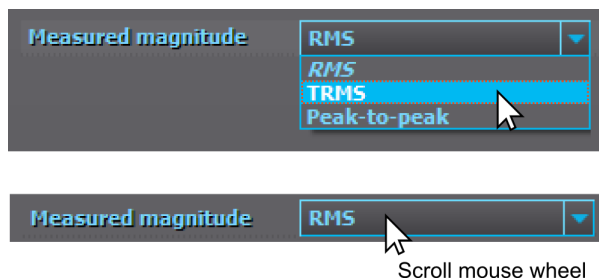 Measured magnitude RMS
RMS
TRMS
Peak-to-peak
Measured magnitude RMS
Scroll mouse wheel